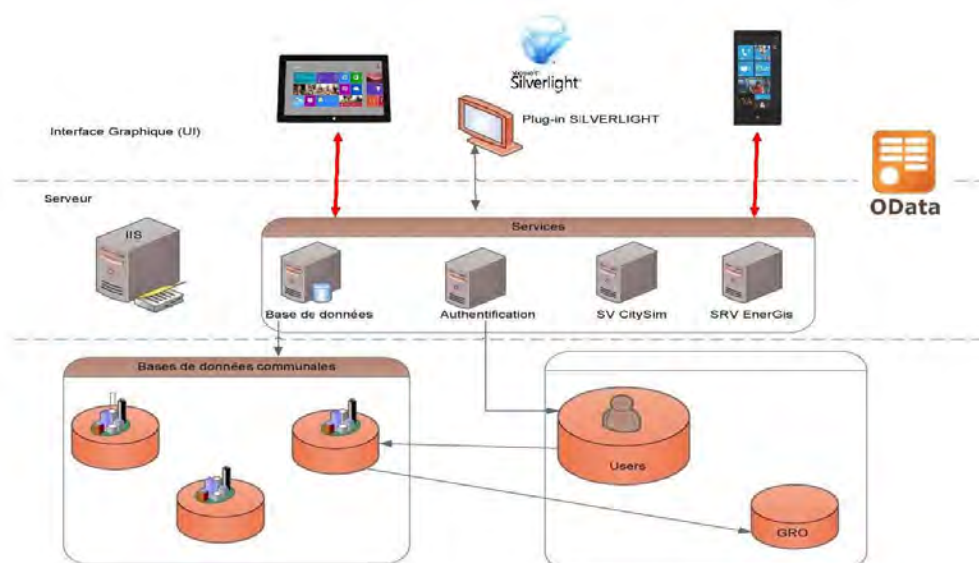 Microsoft
Silverlight
Plug-in SILVERLIGHT
Interface Graphique (UI)
Serveur
OData
IIS
Services
Base de données
Authentification
SV CitySim
SRV EnerGis
Bases de données communales
Users
GRO